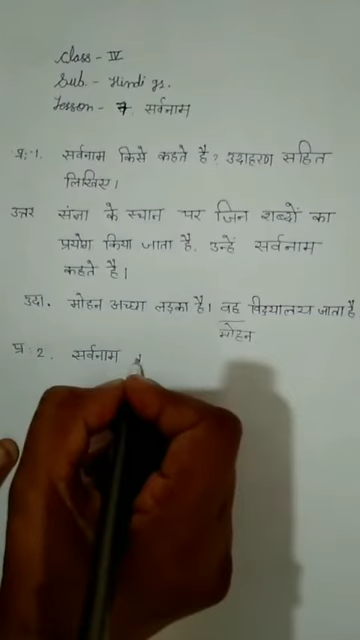 Class - IV
Sub. - Hindi gr.
Lesson - 7. सर्वनाम
प्र:-1. सर्वनाम किसे कहते है? उदाहरण सहित
लिखिए।
उत्तर संज्ञा के स्थान पर जिन शब्दों का
प्रयोग किया जाता है, उन्हें सर्वनाम
कहते है।
उदा. मोहन अच्छा लड़का है। वह विद्यालय जाता है
मोहन
प्र:2. सर्वनाम